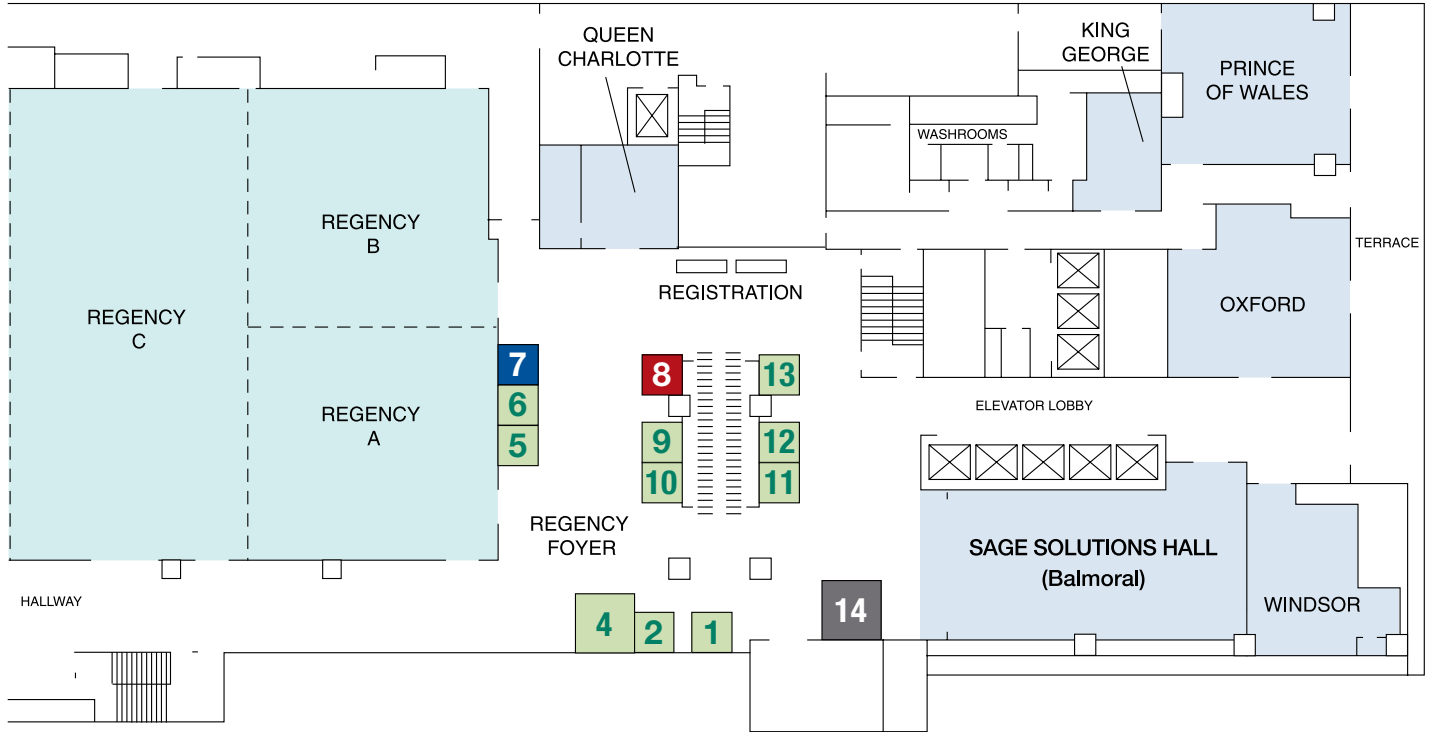 QUEEN
CHARLOTTE
KING
GEORGE
PRINCE
OF WALES
WASHROOMS
REGENCY
B
TERRACE
REGISTRATION
OXFORD
REGENCY
C
7
8
13
6
REGENCY
A
ELEVATOR LOBBY
5
9
12
10
11
REGENCY
FOYER
SAGE SOLUTIONS HALL
(Balmoral)
HALLWAY
WINDSOR
4
2
1
14